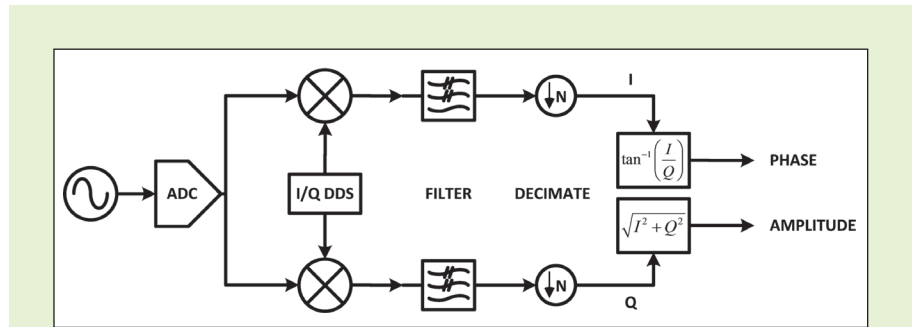 I
↓N
tan⁻¹(I/Q)
PHASE
ADC
I/Q DDS
FILTER
DECIMATE
√(I² + Q²)
AMPLITUDE
↓N
Q